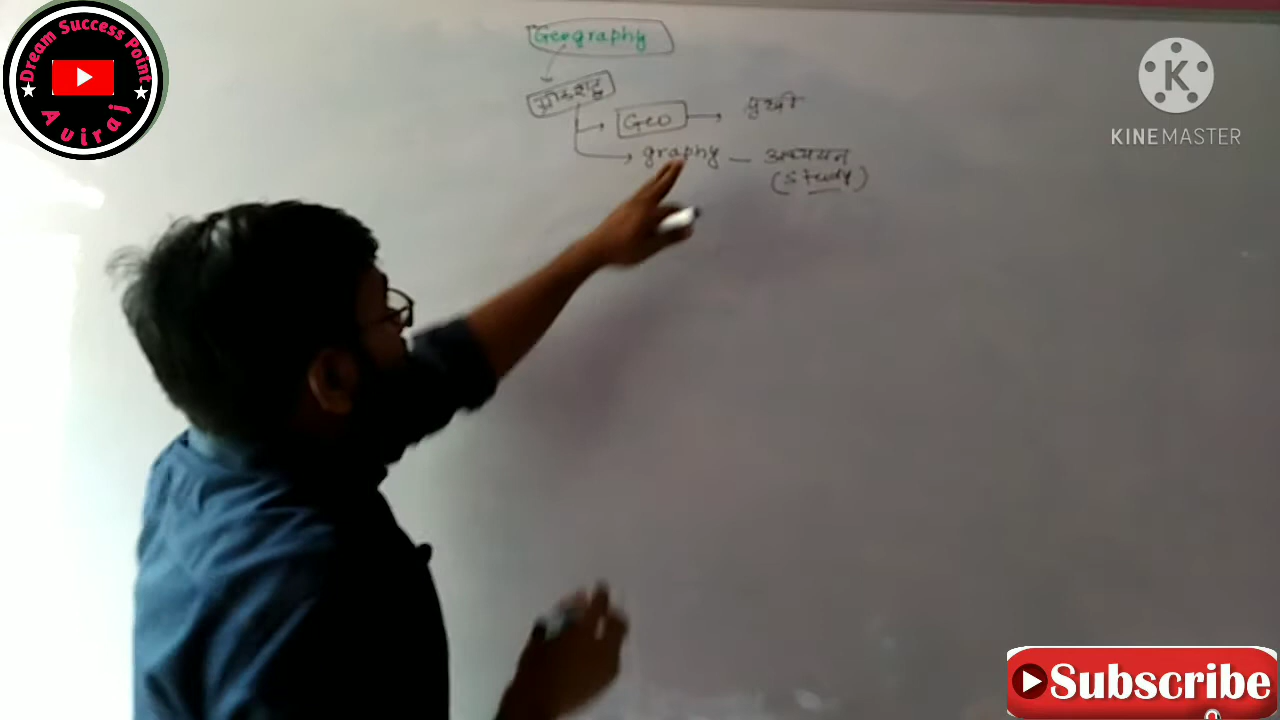 Dream Success Point
Aviraj
Geography
ग्रीक शब्द
Geo → पृथ्वी
graphy — अध्ययन
(Study)
KINEMASTER
Subscribe